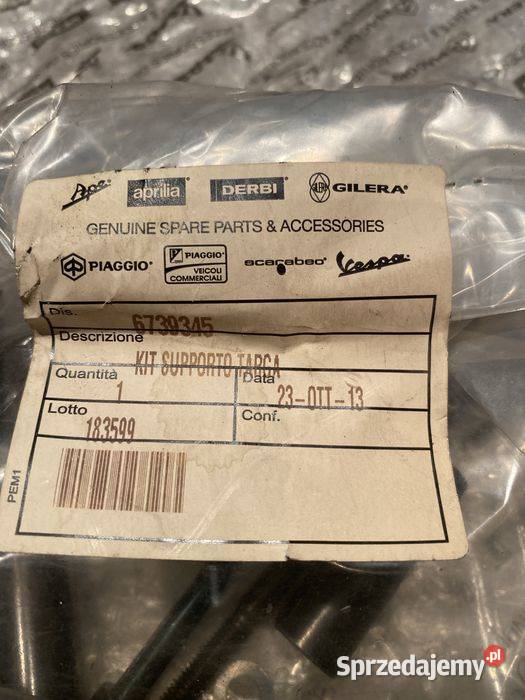 Ape aprilia DERBI GILERA
GENUINE SPARE PARTS & ACCESSORIES
PIAGGIO PIAGGIO VEICOLI COMMERCIALI scarabeo Vespa
Dis. 6739345
Descrizione
KIT SUPPORTO TARGA
Quantità 1 Data 23-OTT-13
Lotto 183599 Conf.
PEM1
Sprzedajemy.pl